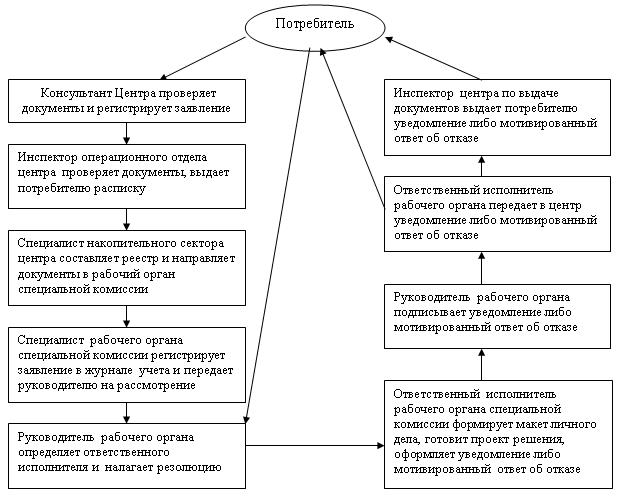 Потребитель
Консультант Центра проверяет
документы и регистрирует заявление
Инспектор операционного отдела
центра проверяет документы, выдает
потребителю расписку
Специалист накопительного сектора
центра составляет реестр и направляет
документы в рабочий орган
специальной комиссии
Специалист рабочего органа
специальной комиссии регистрирует
заявление в журнале учета и передает
руководителю на рассмотрение
Руководитель рабочего органа
определяет ответственного
исполнителя и налагает резолюцию
Ответственный исполнитель
рабочего органа специальной
комиссии формирует макет личного
дела, готовит проект решения,
оформляет уведомление либо
мотивированный ответ об отказе
Руководитель рабочего органа
подписывает уведомление либо
мотивированный ответ об отказе
Ответственный исполнитель
рабочего органа передает в центр
уведомление либо мотивированный
ответ об отказе
Инспектор центра по выдаче
документов выдает потребителю
уведомление либо мотивированный
ответ об отказе